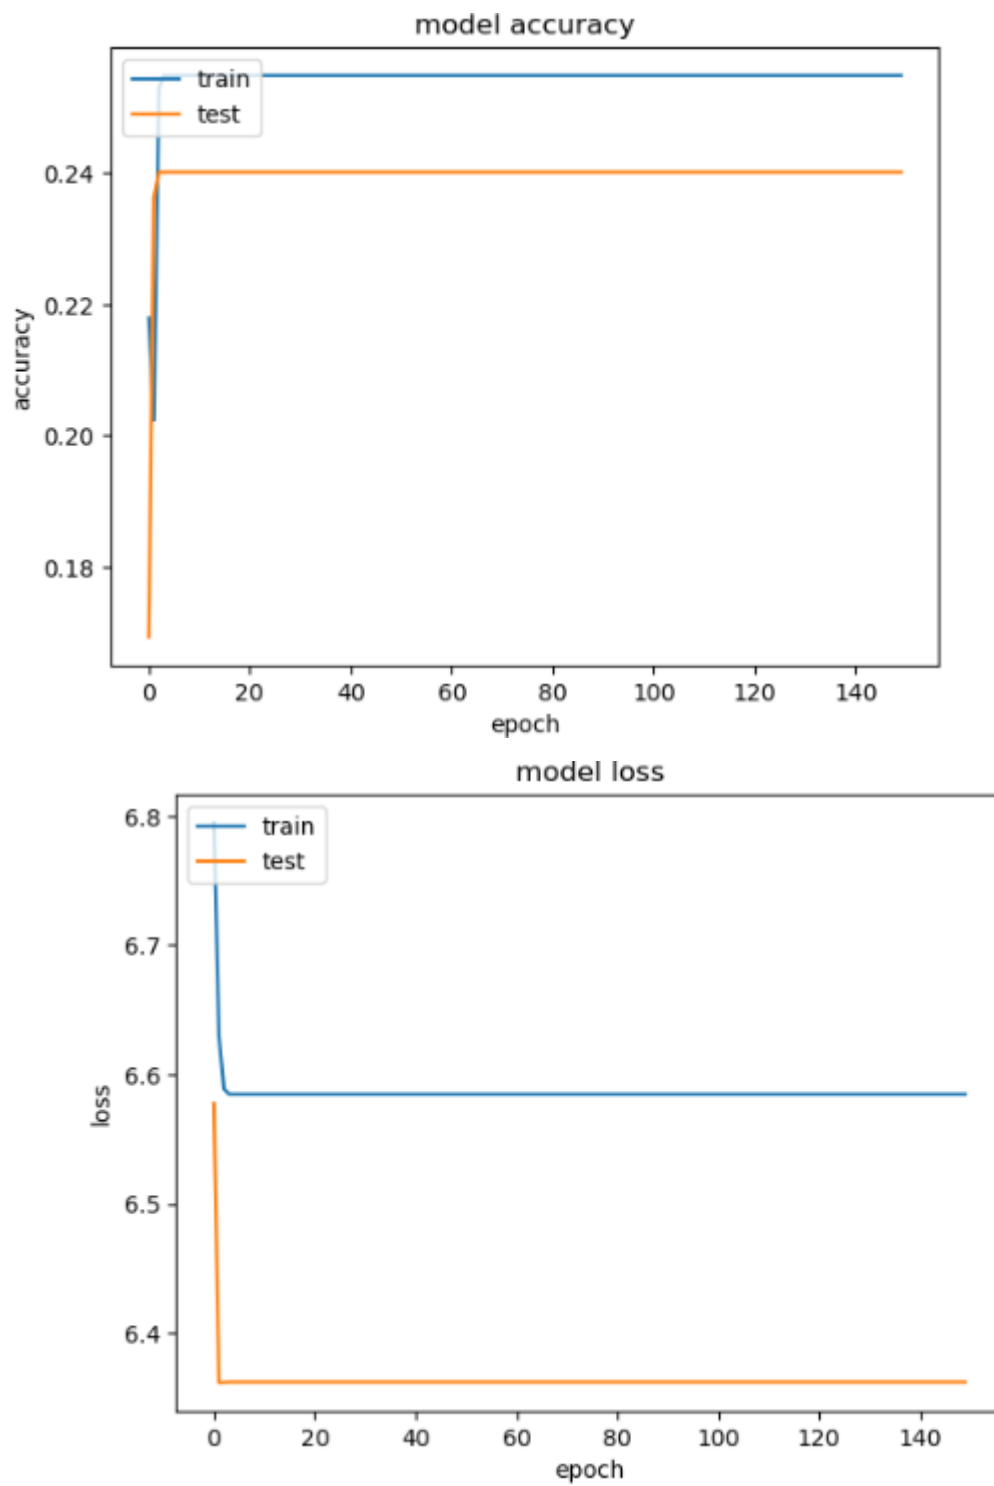 model accuracy
train
test
0.24
0.22
0.20
0.18
accuracy
0 20 40 60 80 100 120 140
epoch
model loss
train
test
6.8
6.7
6.6
6.5
6.4
loss
0 20 40 60 80 100 120 140
epoch